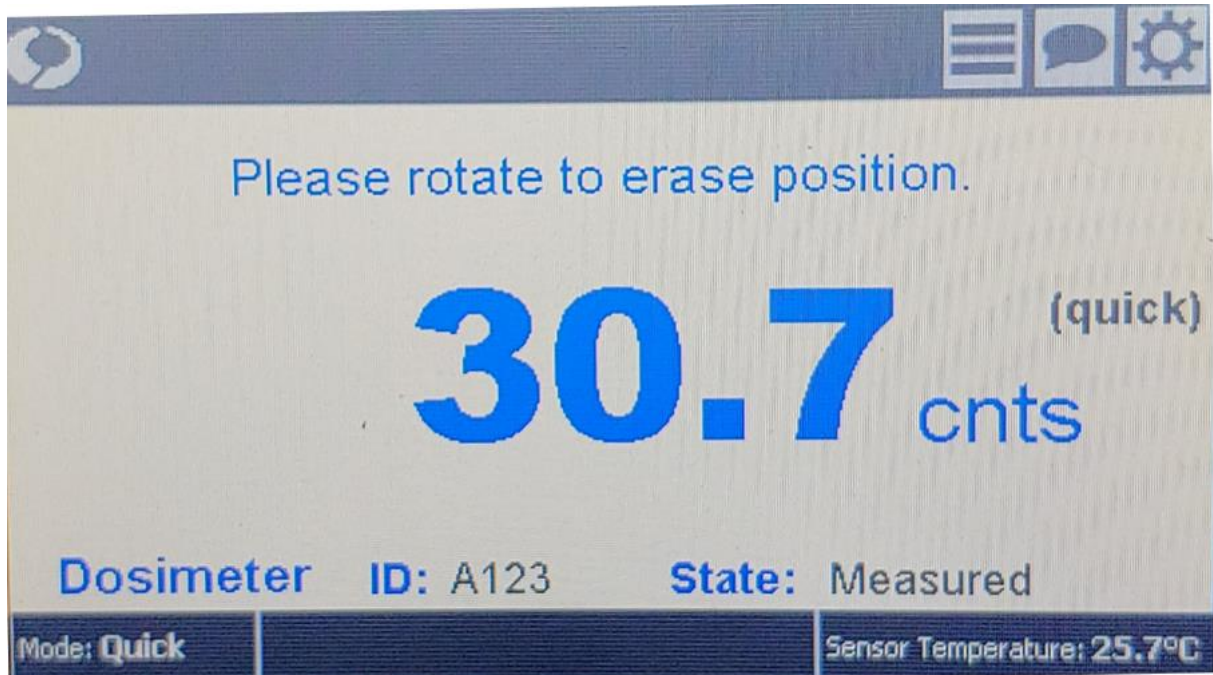 Please rotate to erase position.
(quick)
30.7 cnts
Dosimeter ID: A123 State: Measured
Mode: Quick Sensor Temperature: 25.7ºC